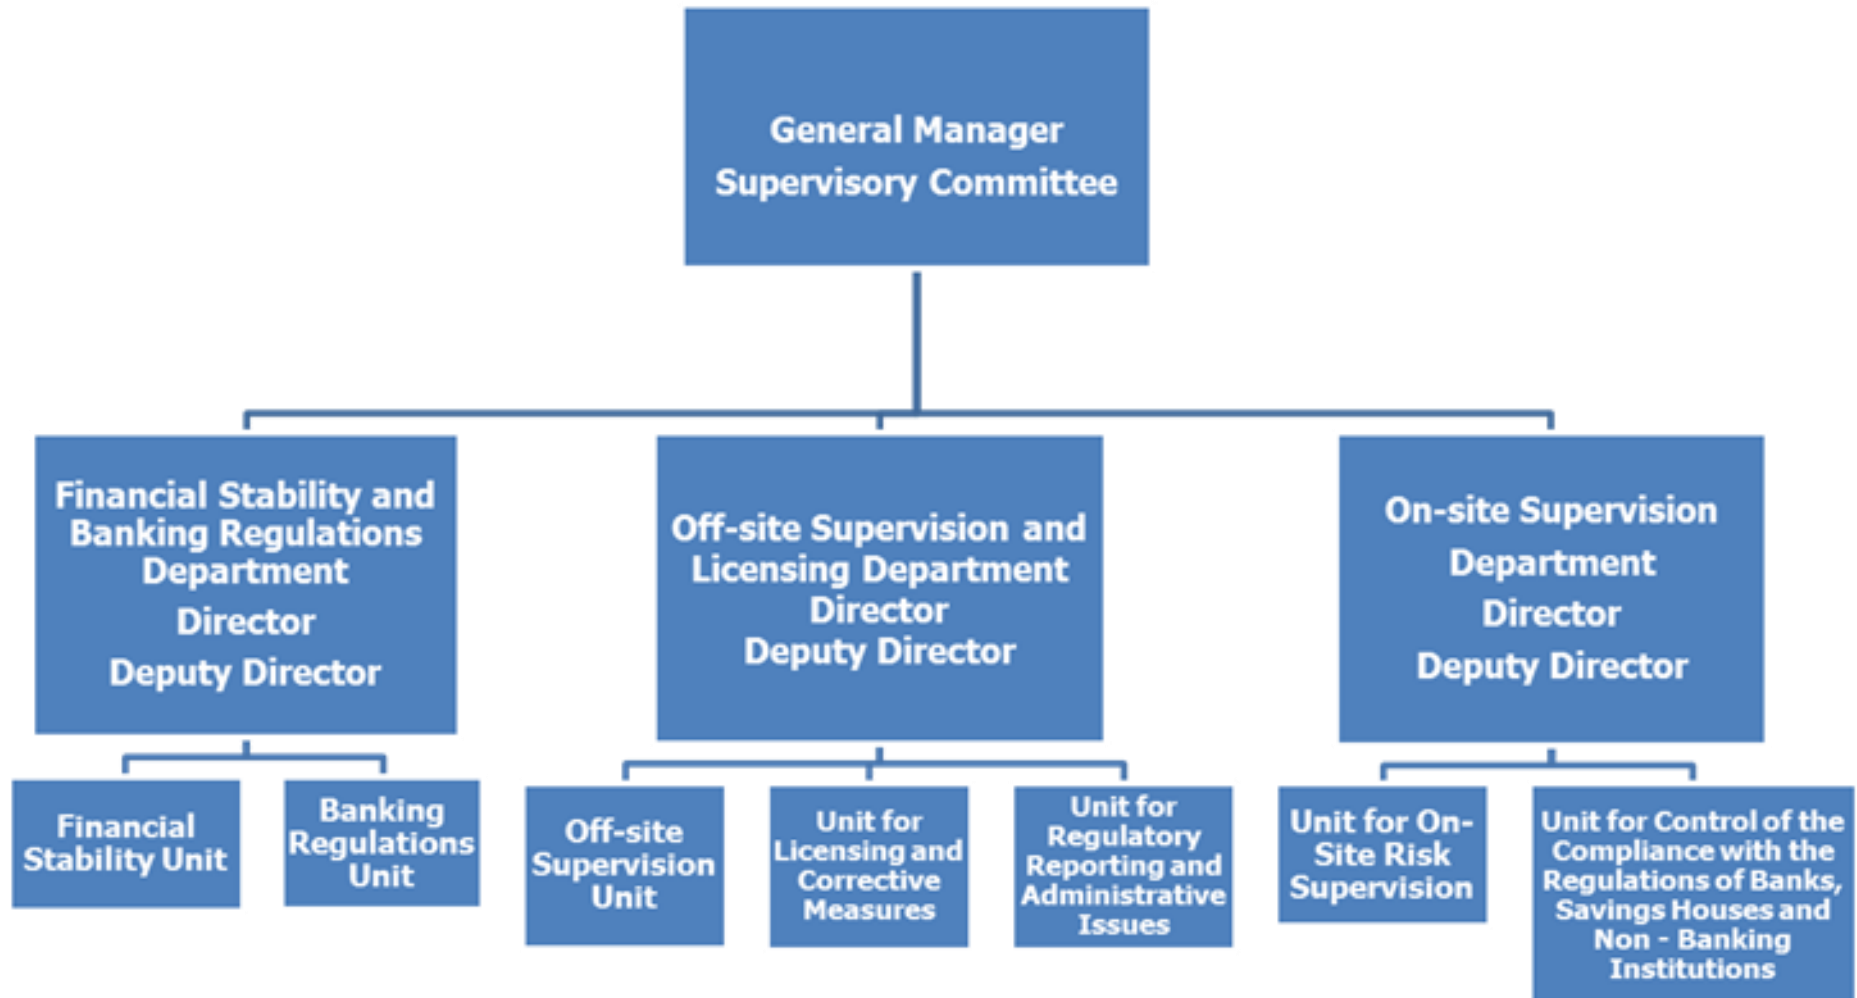 General Manager
Supervisory Committee
Financial Stability and
Banking Regulations
Department
Director
Deputy Director
Off-site Supervision and
Licensing Department
Director
Deputy Director
On-site Supervision
Department
Director
Deputy Director
Financial
Stability Unit
Banking
Regulations
Unit
Off-site
Supervision
Unit
Unit for
Licensing and
Corrective
Measures
Unit for
Regulatory
Reporting and
Administrative
Issues
Unit for On-
Site Risk
Supervision
Unit for Control of the
Compliance with the
Regulations of Banks,
Savings Houses and
Non - Banking
Institutions